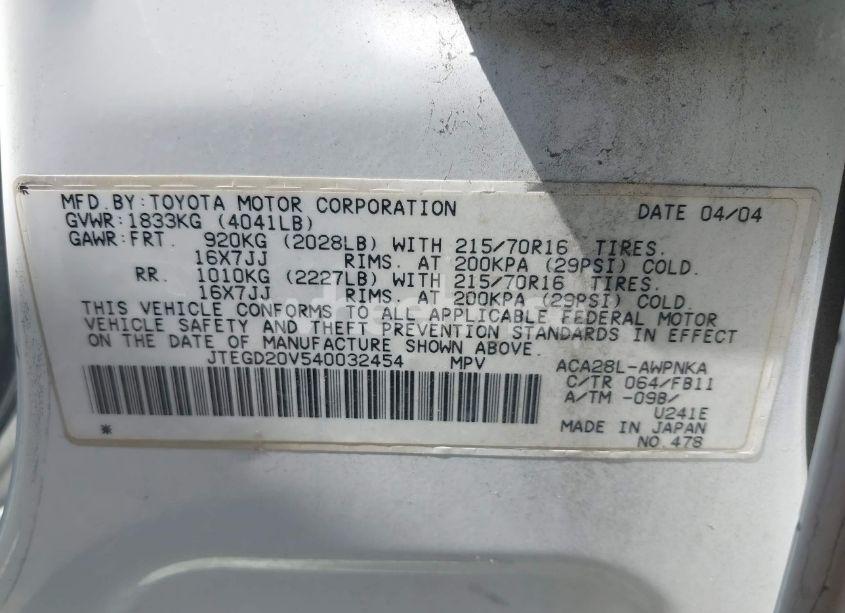 MFD.BY:TOYOTA MOTOR CORPORATION DATE 04/04
GVWR:1833KG (4041LB)
GAWR:FRT. 920KG (2028LB) WITH 215/70R16 TIRES.
16X7JJ RIMS. AT 200KPA (29PSI) COLD.
RR. 1010KG (2227LB) WITH 215/70R16 TIRES.
16X7JJ RIMS. AT 200KPA (29PSI) COLD.
THIS VEHICLE CONFORMS TO ALL APPLICABLE FEDERAL MOTOR
VEHICLE SAFETY AND THEFT PREVENTION STANDARDS IN EFFECT
ON THE DATE OF MANUFACTURE SHOWN ABOVE.
JTEGD20V540032454 MPV ACA28L-AWPNKA
C/TR 064/FB11
A/TM -09B/
U241E
MADE IN JAPAN
NO.478